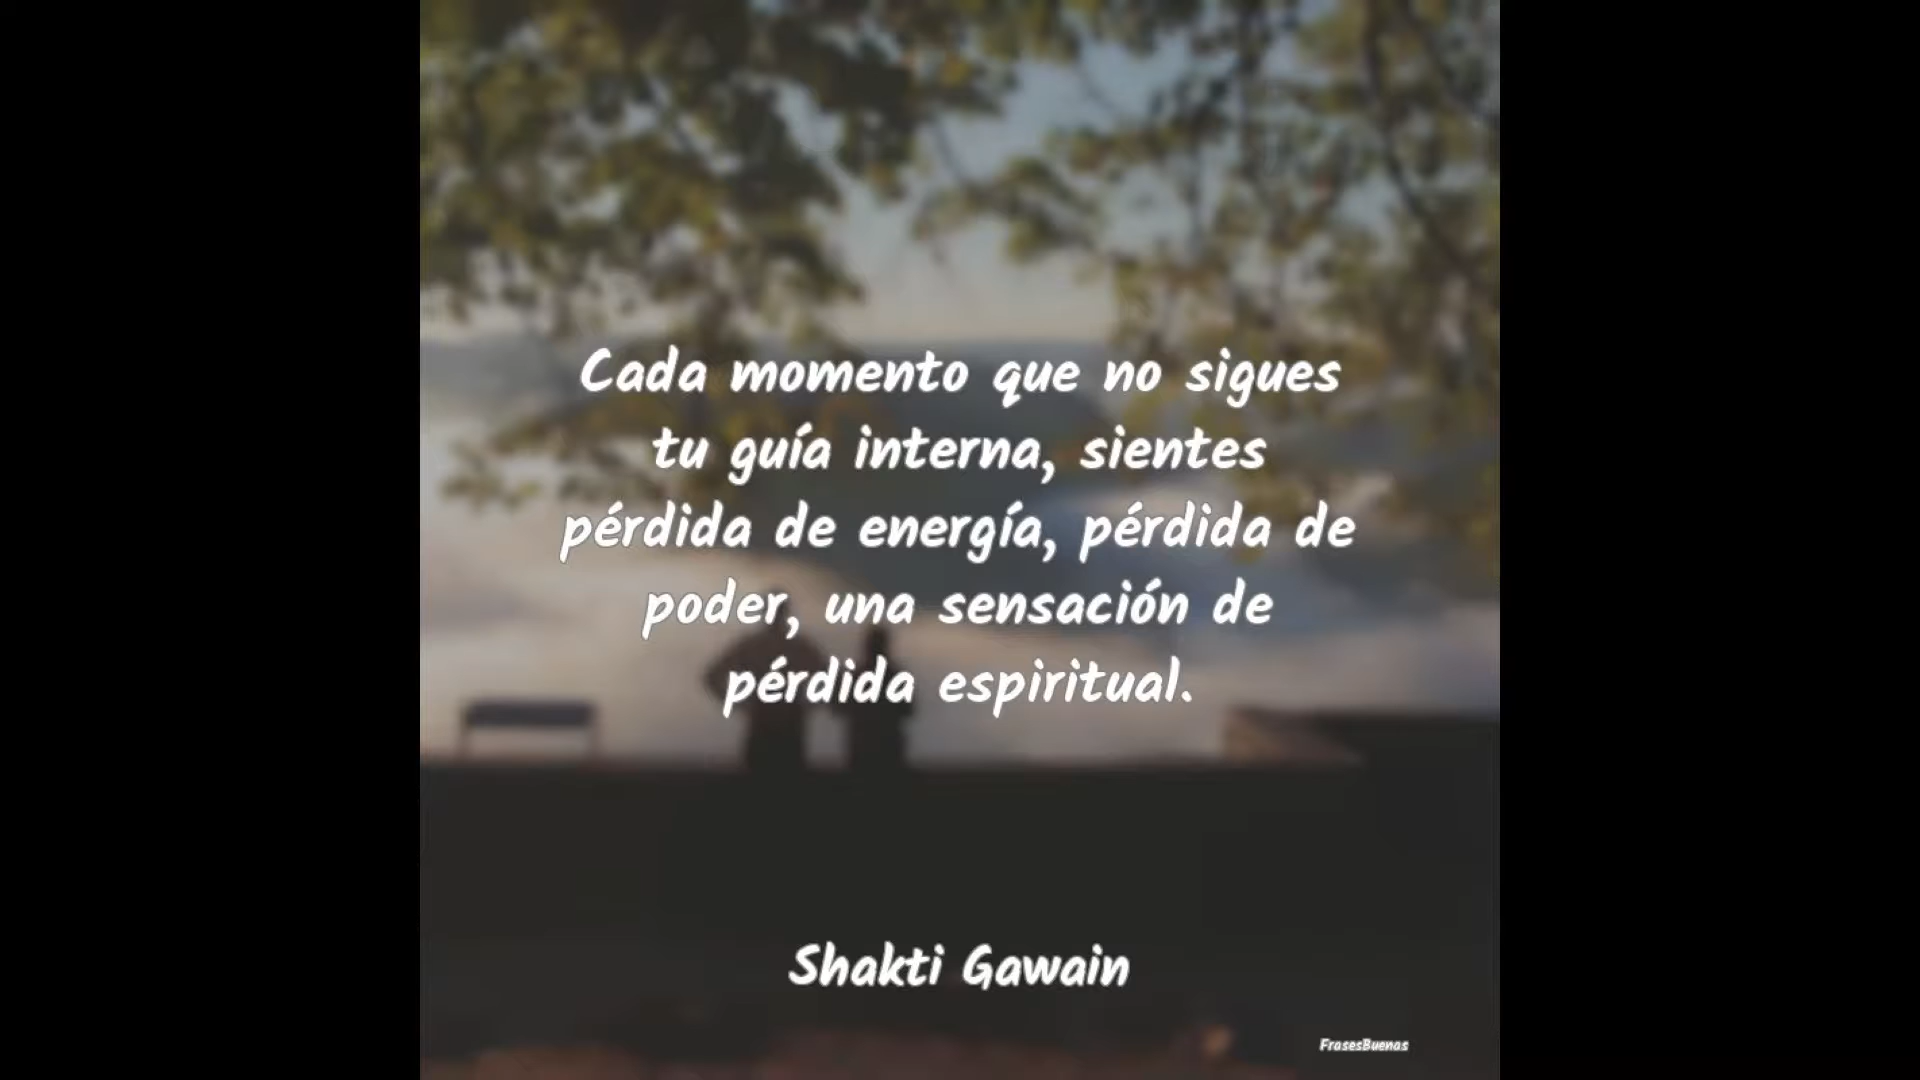 Cada momento que no sigues
tu guía interna, sientes
pérdida de energía, pérdida de
poder, una sensación de
pérdida espiritual.
Shakti Gawain
FrasesBuenas